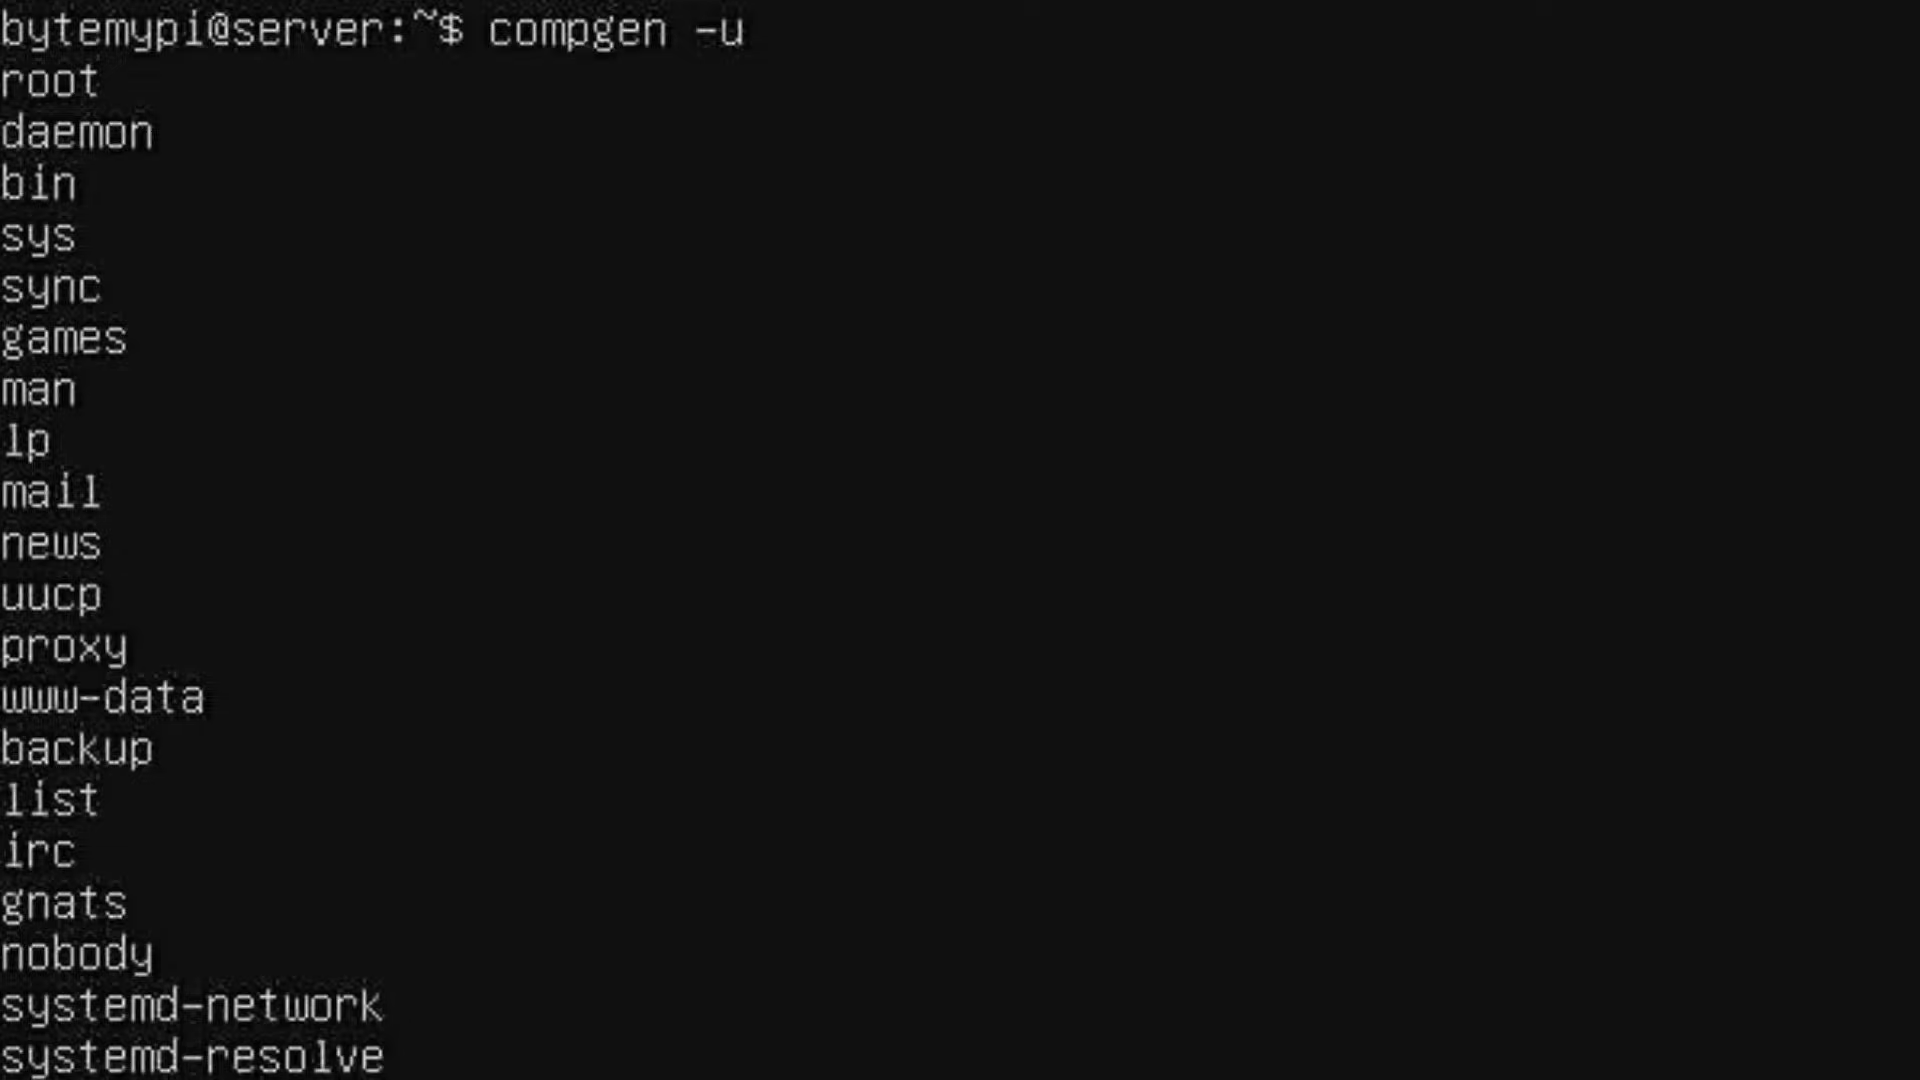 bytemypi@server:~$ compgen -u
root
daemon
bin
sys
sync
games
man
lp
mail
news
uucp
proxy
www-data
backup
list
irc
gnats
nobody
systemd-network
systemd-resolve